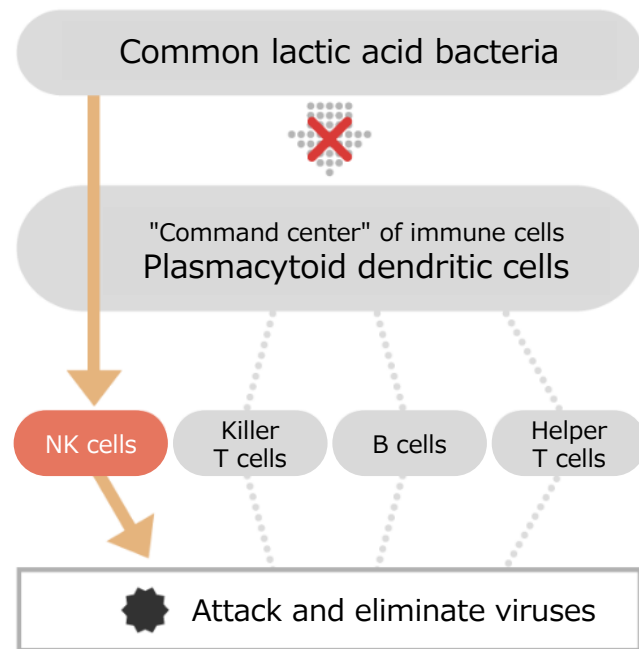 Common lactic acid bacteria
"Command center" of immune cells
Plasmacytoid dendritic cells
NK cells
Killer
T cells
B cells
Helper
T cells
Attack and eliminate viruses